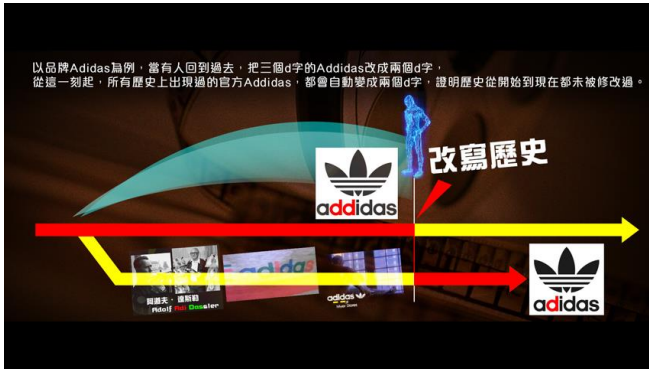 以品牌Adidas為例，當有人回到過去，把三個d字的Addidas改成兩個d字，
從這一刻起，所有歷史上出現過的官方Addidas，都會自動變成兩個d字，證明歷史從開始到現在都未被修改過。
改寫歷史
addidas
adidas
adidas
阿道夫·達斯勒
Adolf Adi Dassler
adidas